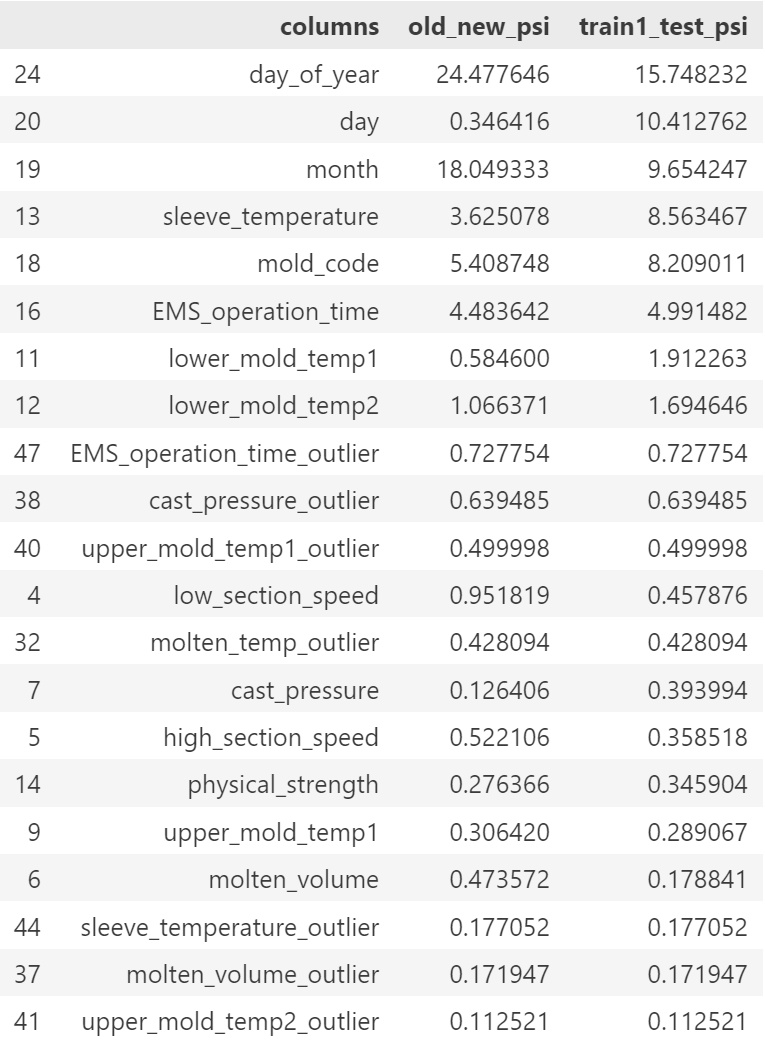 columns old_new_psi train1_test_psi
24 day_of_year 24.477646 15.748232
20 day 0.346416 10.412762
19 month 18.049333 9.654247
13 sleeve_temperature 3.625078 8.563467
18 mold_code 5.408748 8.209011
16 EMS_operation_time 4.483642 4.991482
11 lower_mold_temp1 0.584600 1.912263
12 lower_mold_temp2 1.066371 1.694646
47 EMS_operation_time_outlier 0.727754 0.727754
38 cast_pressure_outlier 0.639485 0.639485
40 upper_mold_temp1_outlier 0.499998 0.499998
4 low_section_speed 0.951819 0.457876
32 molten_temp_outlier 0.428094 0.428094
7 cast_pressure 0.126406 0.393994
5 high_section_speed 0.522106 0.358518
14 physical_strength 0.276366 0.345904
9 upper_mold_temp1 0.306420 0.289067
6 molten_volume 0.473572 0.178841
44 sleeve_temperature_outlier 0.177052 0.177052
37 molten_volume_outlier 0.171947 0.171947
41 upper_mold_temp2_outlier 0.112521 0.112521